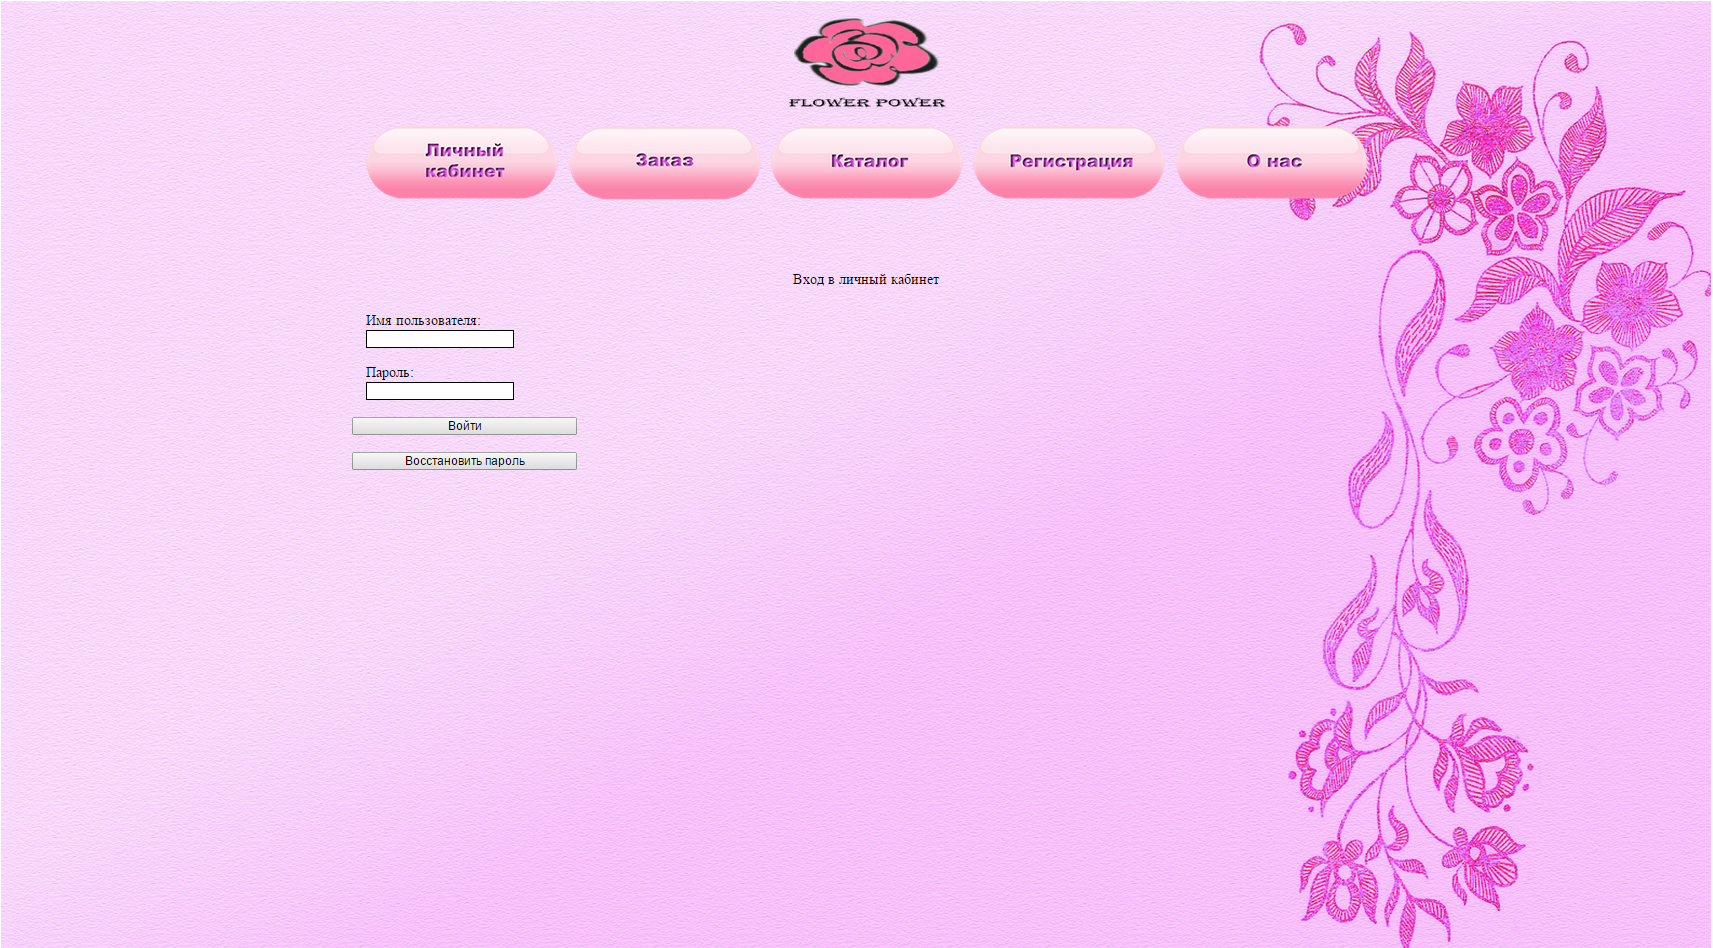 FLOWER POWER
Личный
кабинет
Заказ
Каталог
Регистрация
О нас
Вход в личный кабинет
Имя пользователя:
Пароль:
Войти
Восстановить пароль